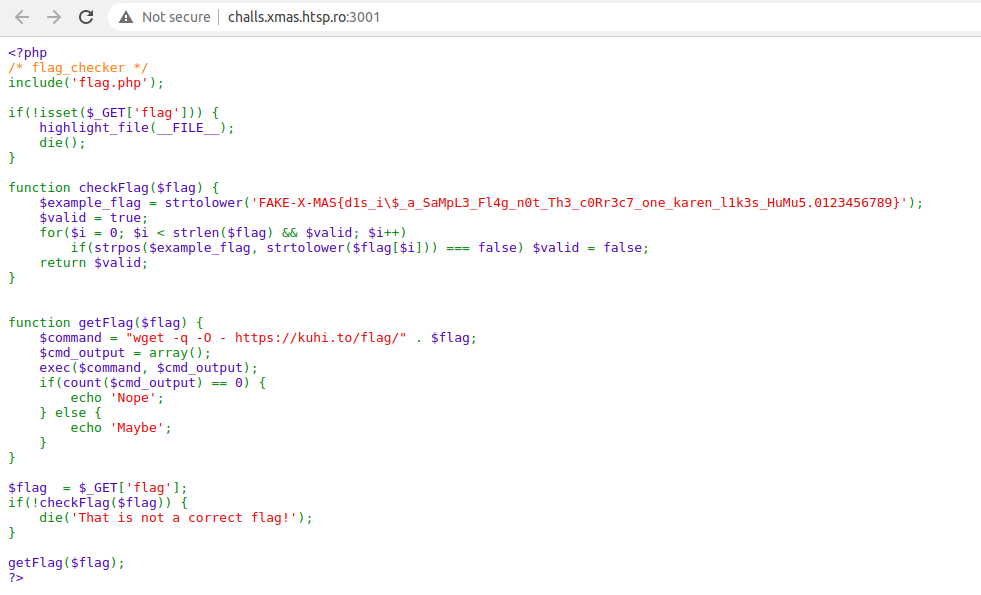 Not secure | challs.xmas.htsp.ro:3001
<?php
/* flag_checker */
include('flag.php');
if(!isset($_GET['flag'])) {
    highlight_file(__FILE__);
    die();
}
function checkFlag($flag) {
    $example_flag = strtolower('FAKE-X-MAS{d1s_i\$_a_SaMpL3_Fl4g_n0t_Th3_c0Rr3c7_one_karen_l1k3s_HuMu5.0123456789}');
    $valid = true;
    for($i = 0; $i < strlen($flag) && $valid; $i++)
        if(strpos($example_flag, strtolower($flag[$i])) === false) $valid = false;
    return $valid;
}
function getFlag($flag) {
    $command = "wget -q -O - https://kuhi.to/flag/" . $flag;
    $cmd_output = array();
    exec($command, $cmd_output);
    if(count($cmd_output) == 0) {
        echo 'Nope';
    } else {
        echo 'Maybe';
    }
}
$flag  = $_GET['flag'];
if(!checkFlag($flag)) {
    die('That is not a correct flag!');
}
getFlag($flag);
?>